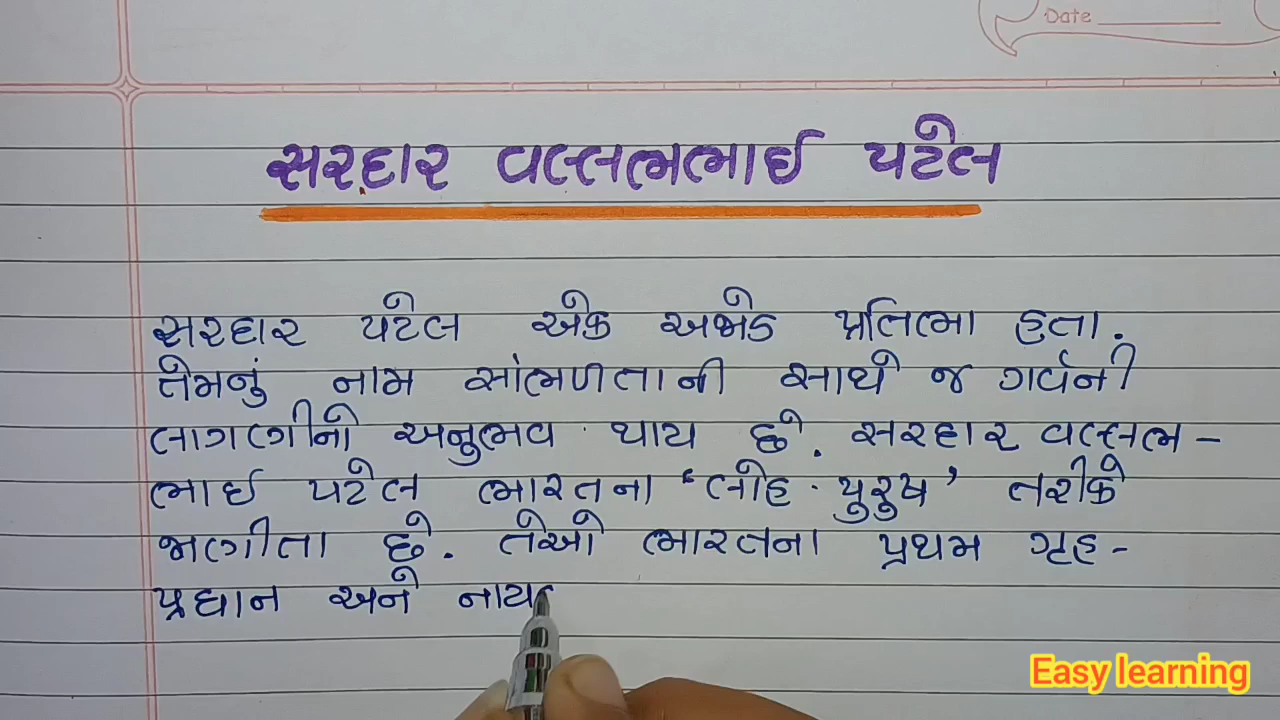 Date
સરદાર વલ્લભભાઈ પટેલ
સરદાર પટેલ એક અજોડ પ્રતિભા હતા.
તેમનું નામ સાંભળતાની સાથે જ ગર્વની
લાગણીનો અનુભવ થાય છે. સરદાર વલ્લભ-
ભાઈ પટેલ ભારતના 'લોહ પુરુષ' તરીકે
જાણીતા છે. તેઓ ભારતના પ્રથમ ગૃહ-
પ્રધાન અને
Easy learning